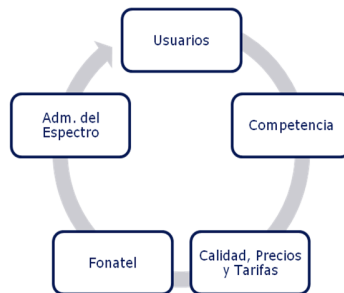 Usuarios
Competencia
Calidad, Precios
y Tarifas
Fonatel
Adm. del
Espectro